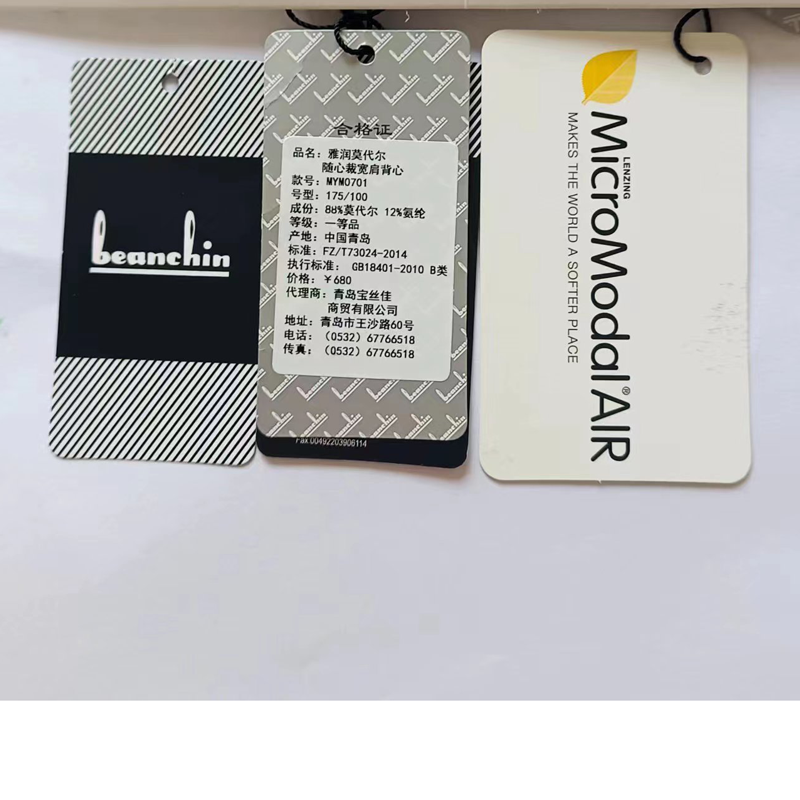 beanchin
合格证
品名：雅润莫代尔
随心裁宽肩背心
款号：MYM0701
号型：175/100
成份：88%莫代尔 12%氨纶
等级：一等品
产地：中国青岛
标准：FZ/T73024-2014
执行标准： GB18401-2010 B类
价格：￥680
代理商：青岛宝丝佳
商贸有限公司
地址：青岛市王沙路60号
电话：（0532）67766518
传真：（0532）67766518
Fax:00492203906114
LENZING
MicroModal® AIR
MAKES THE WORLD A SOFTER PLACE